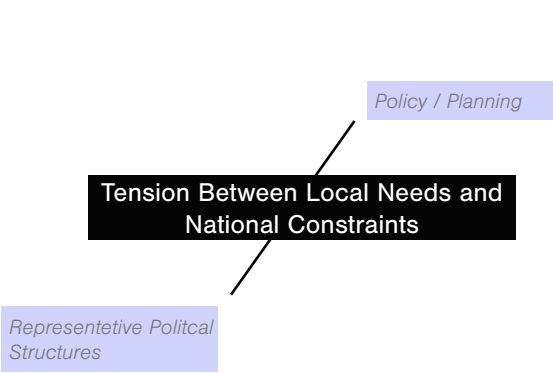 Policy / Planning
Tension Between Local Needs and
National Constraints
Representetive Politcal
Structures